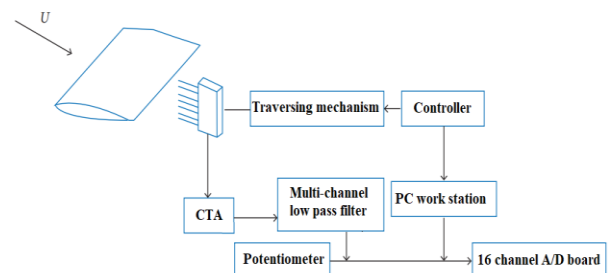 U
Traversing mechanism
Controller
Multi-channel
low pass filter
CTA
PC work station
Potentiometer
16 channel A/D board